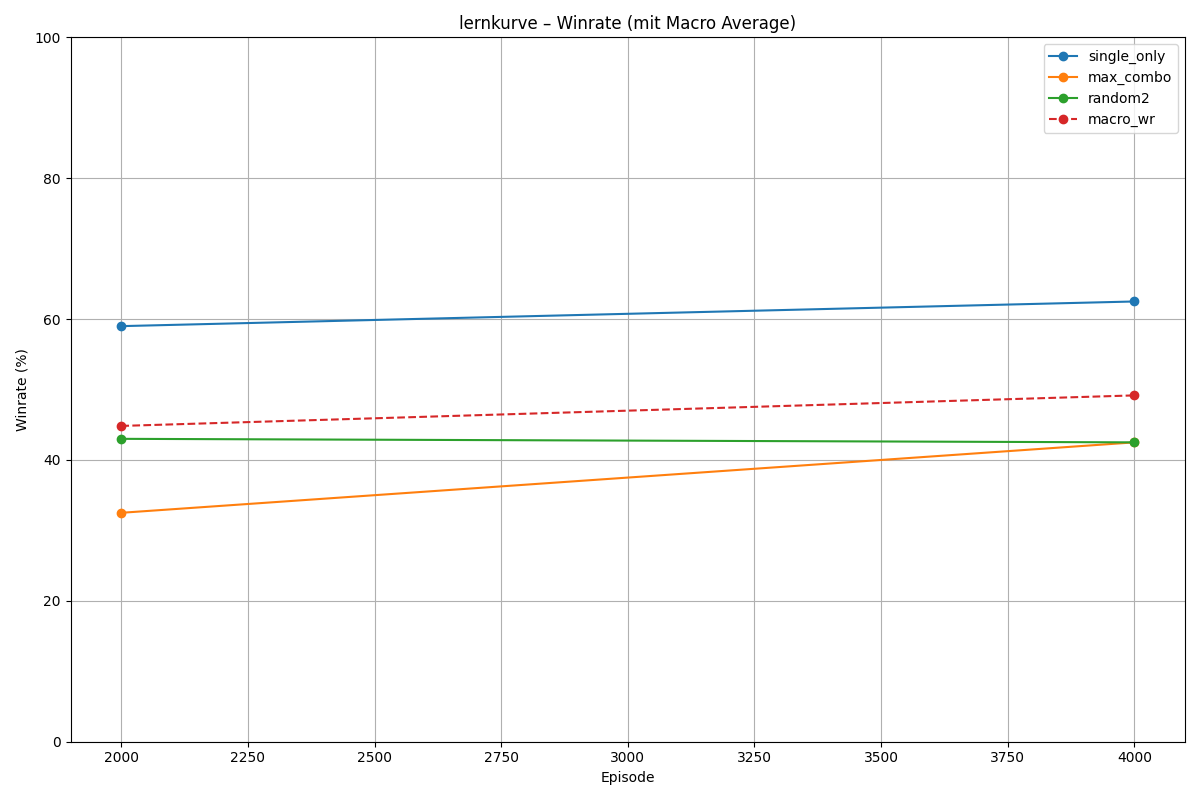 lernkurve – Winrate (mit Macro Average)
single_only
max_combo
random2
macro_wr
Winrate (%)
100
80
60
40
20
0
2000 2250 2500 2750 3000 3250 3500 3750 4000
Episode